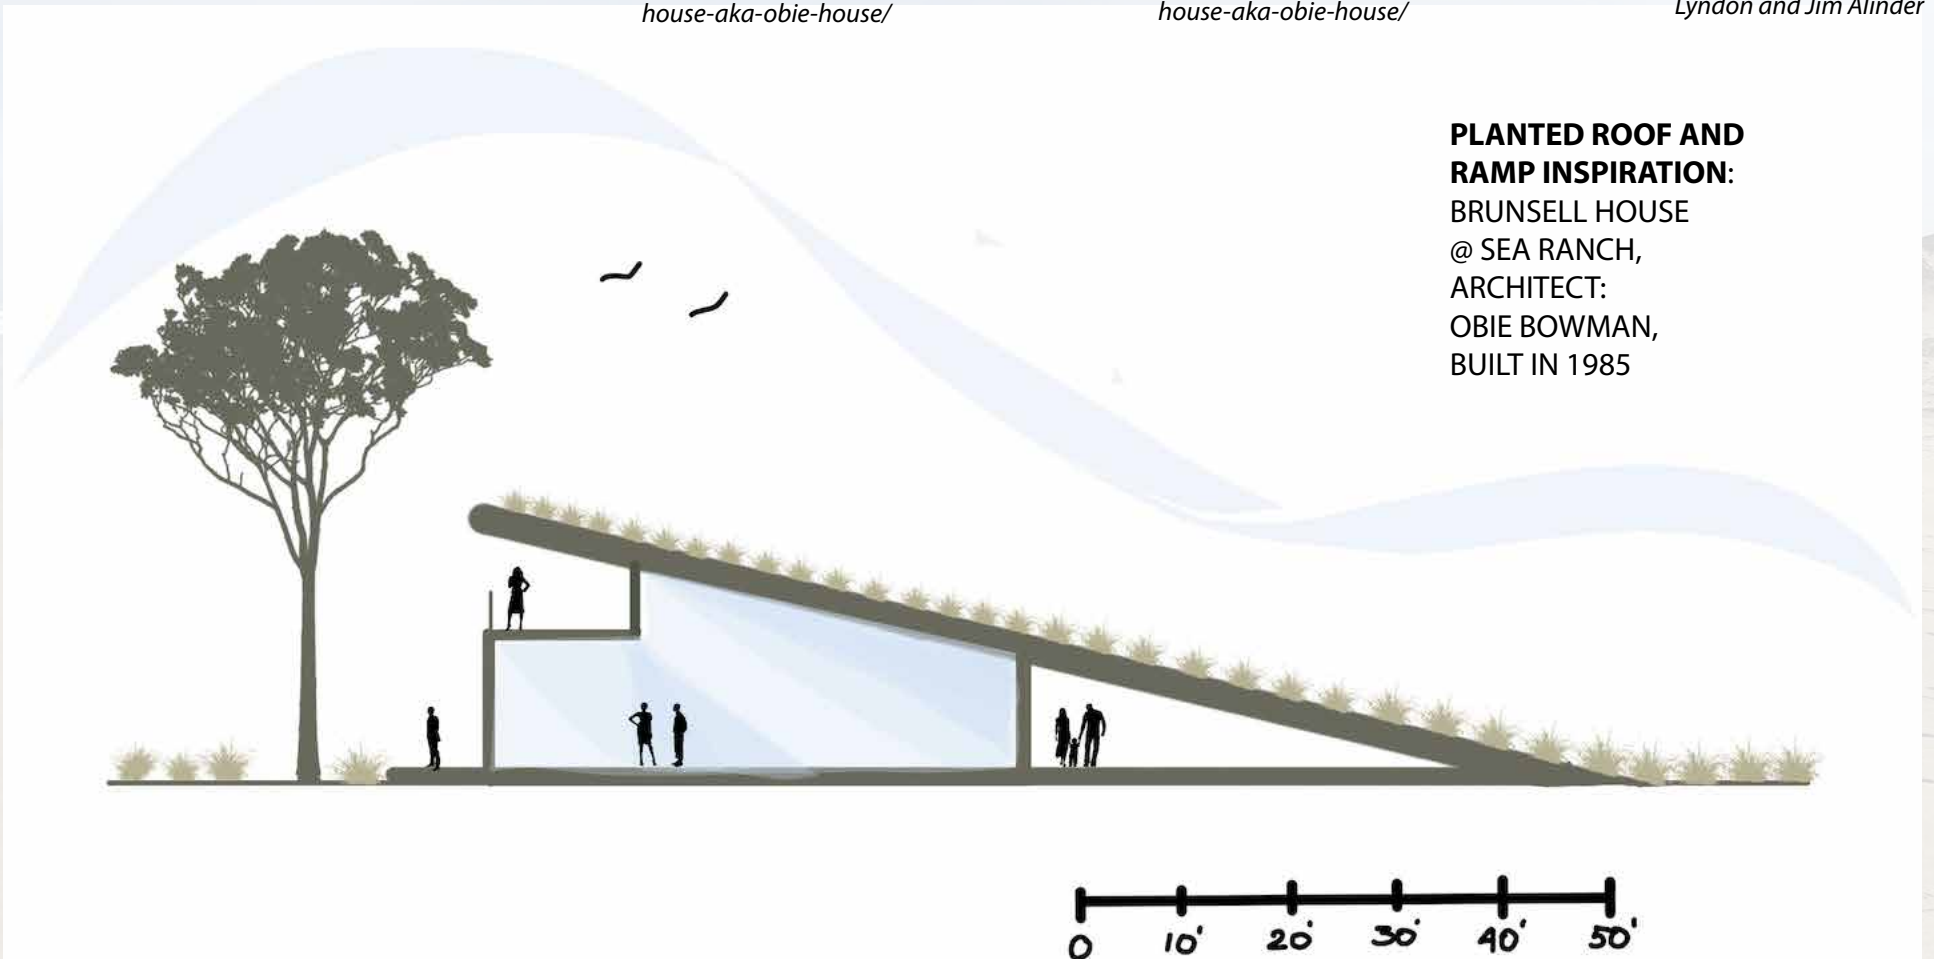 house-aka-obie-house/
house-aka-obie-house/
Lyndon and Jim Alinder
PLANTED ROOF AND
RAMP INSPIRATION:
BRUNSELL HOUSE
@ SEA RANCH,
ARCHITECT:
OBIE BOWMAN,
BUILT IN 1985
0 10' 20' 30' 40' 50'